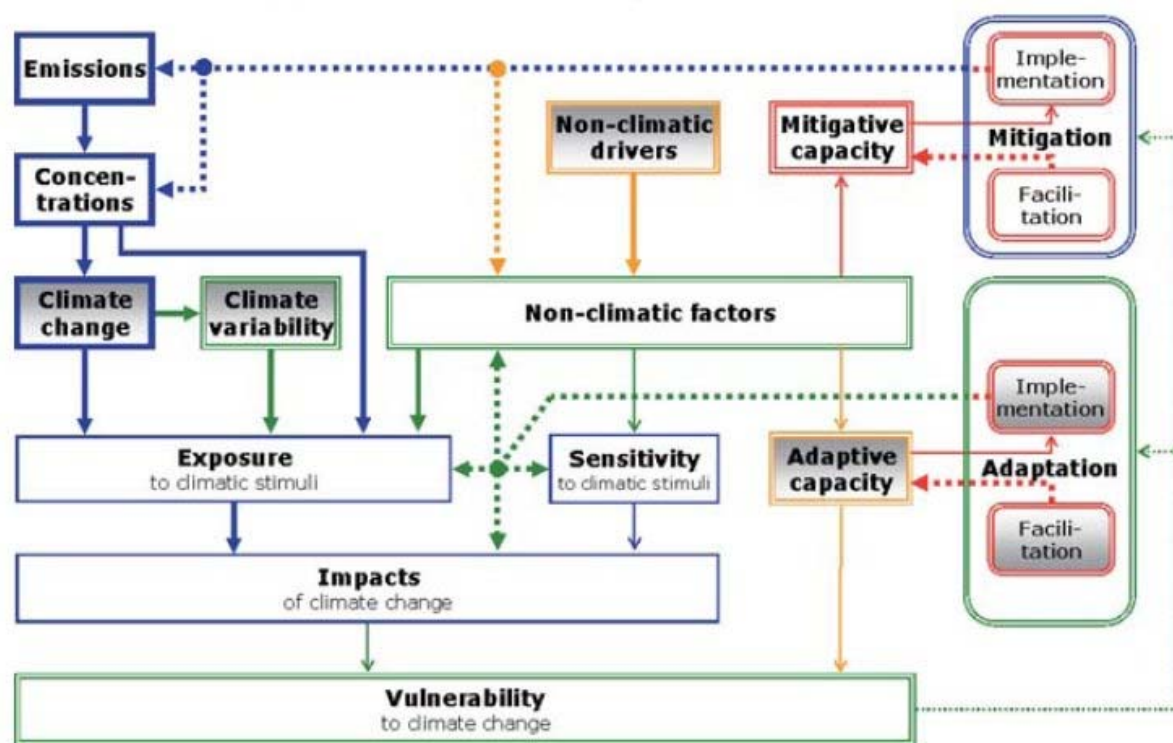 Emissions
Concen-
trations
Climate
change
Climate
variability
Non-climatic
drivers
Mitigative
capacity
Imple-
mentation
Mitigation
Facili-
tation
Non-climatic factors
Exposure
to climatic stimuli
Sensitivity
to climatic stimuli
Adaptive
capacity
Imple-
mentation
Adaptation
Facili-
tation
Impacts
of climate change
Vulnerability
to climate change